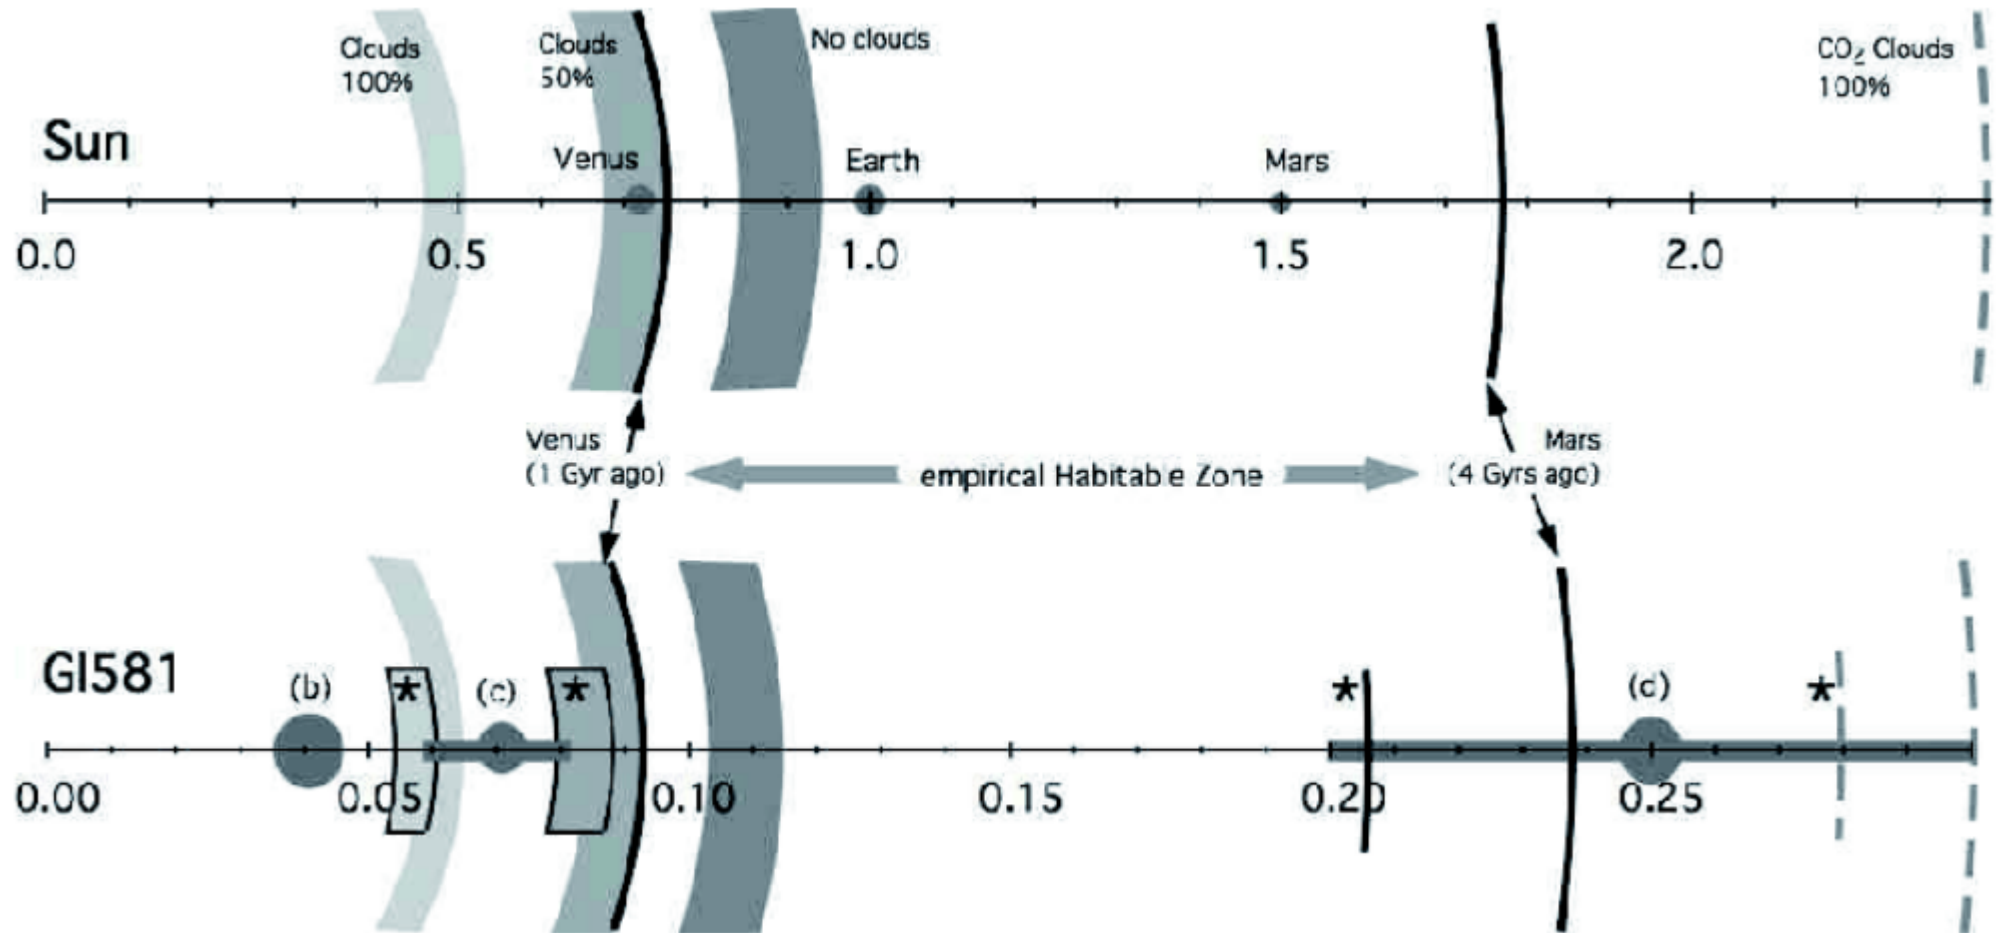 Clouds
100%
Clouds
50%
No clouds
CO₂ Clouds
100%
Sun
Venus
Earth
Mars
0.0
0.5
1.0
1.5
2.0
Venus
(1 Gyr ago)
empirical Habitable Zone
Mars
(4 Gyrs ago)
Gl581
(b)
*
(c)
*
*
(d)
*
0.00
0.05
0.10
0.15
0.20
0.25